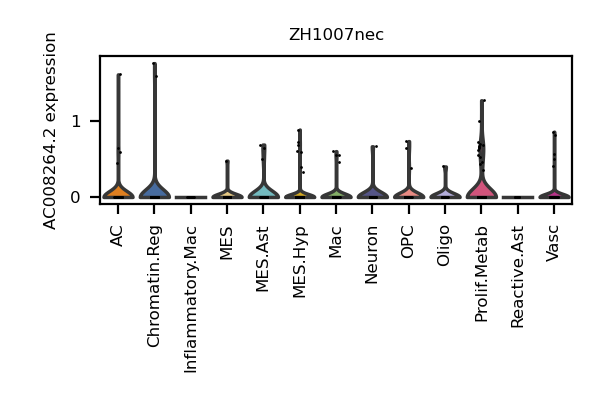 ZH1007nec
AC008264.2 expression
1
0
AC
Chromatin.Reg
Inflammatory.Mac
MES
MES.Ast
MES.Hyp
Mac
Neuron
OPC
Oligo
Prolif.Metab
Reactive.Ast
Vasc